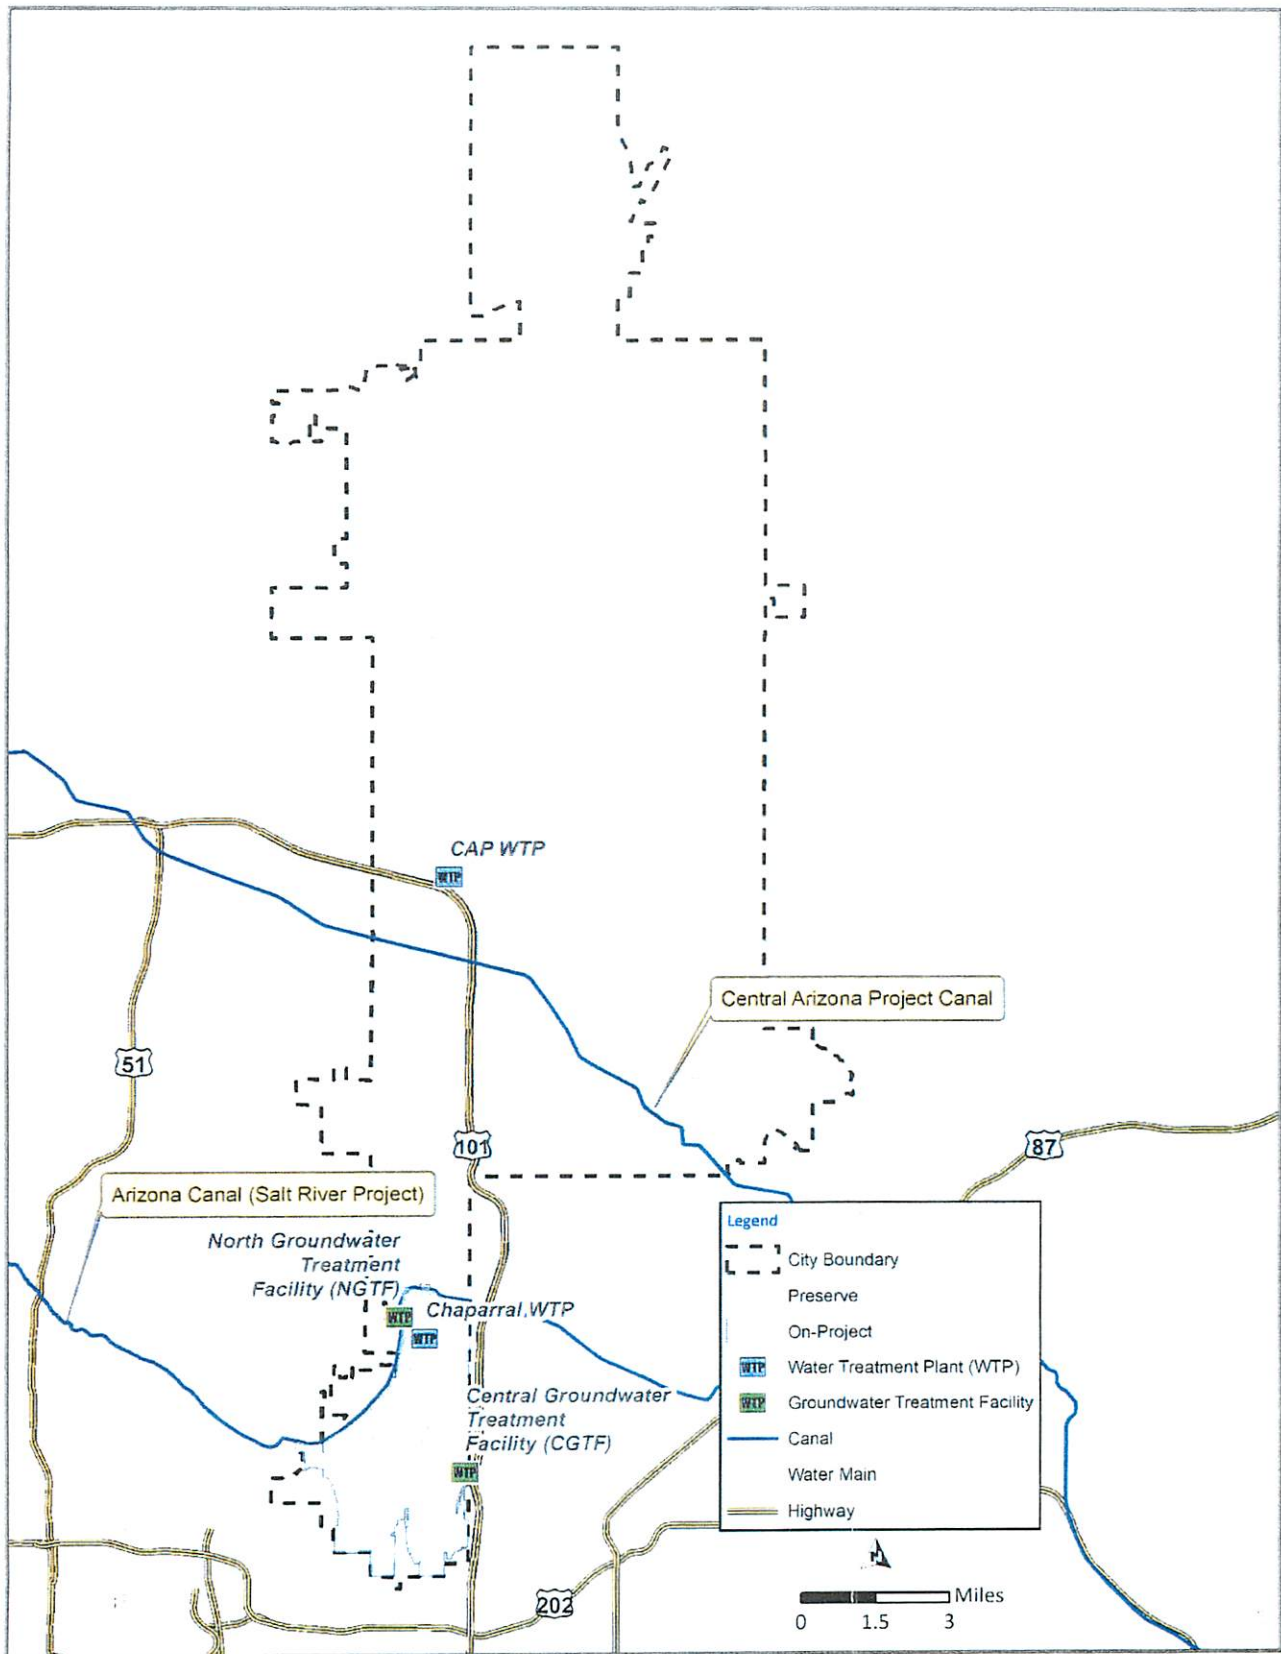 CAP WTP
WTP
Central Arizona Project Canal
51
101
87
Arizona Canal (Salt River Project)
North Groundwater
Treatment
Facility (NGTF)
WTP
Chaparral WTP
WTP
Central Groundwater
Treatment
Facility (CGTF)
WTP
202
Legend
City Boundary
Preserve
On-Project
WTP Water Treatment Plant (WTP)
WTP Groundwater Treatment Facility
Canal
Water Main
Highway
N
Miles
0 1.5 3